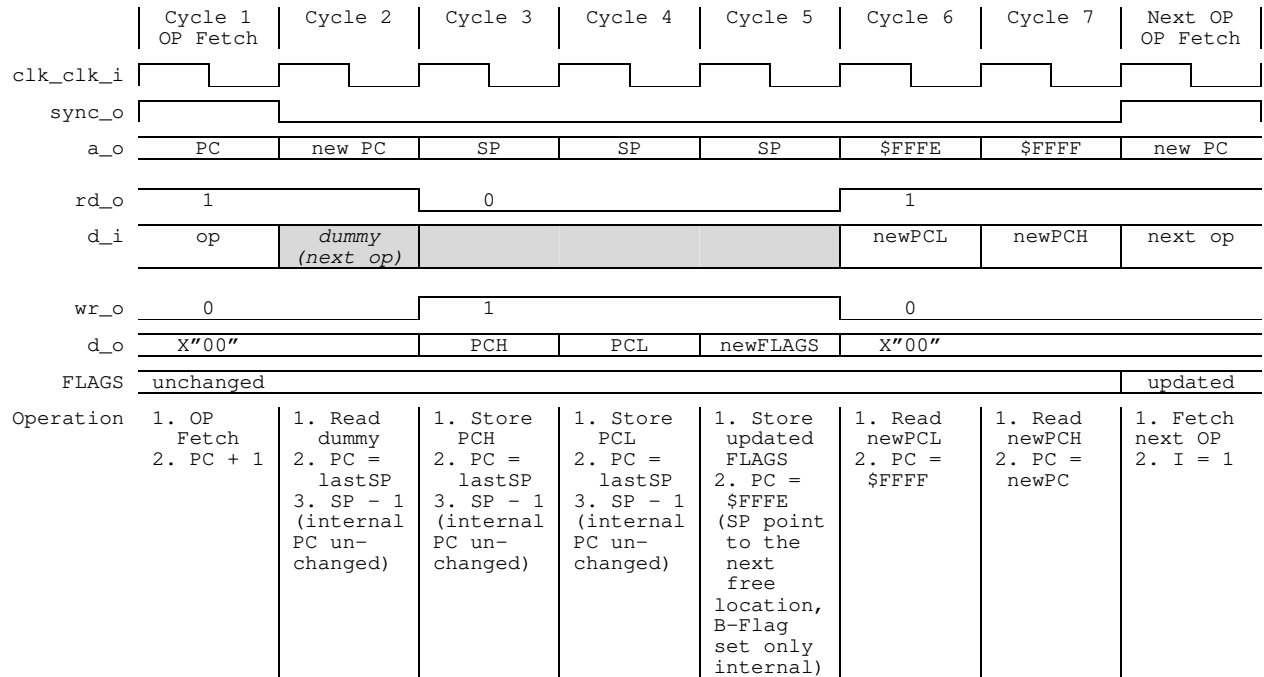 Cycle 1 Cycle 2 Cycle 3 Cycle 4 Cycle 5 Cycle 6 Cycle 7 Next OP
OP Fetch OP Fetch
clk_clk_i
sync_o
a_o PC new PC SP SP SP $FFFE $FFFF new PC
rd_o 1 0 1
d_i op dummy newPCL newPCH next op
(next op)
wr_o 0 1 0
d_o X"00" PCH PCL newFLAGS X"00"
FLAGS unchanged updated
Operation 1. OP 1. Read 1. Store 1. Store 1. Store 1. Read 1. Read 1. Fetch
Fetch dummy PCH PCL updated newPCL newPCH next OP
2. PC + 1 2. PC = 2. PC = 2. PC = FLAGS 2. PC = 2. PC = 2. I = 1
lastSP lastSP lastSP 2. PC = $FFFF newPC
3. SP - 1 3. SP - 1 3. SP - 1 $FFFE
(internal (internal (internal (SP point
PC un- PC un- PC un- to the
changed) changed) changed) next
free
location,
B-Flag
set only
internal)